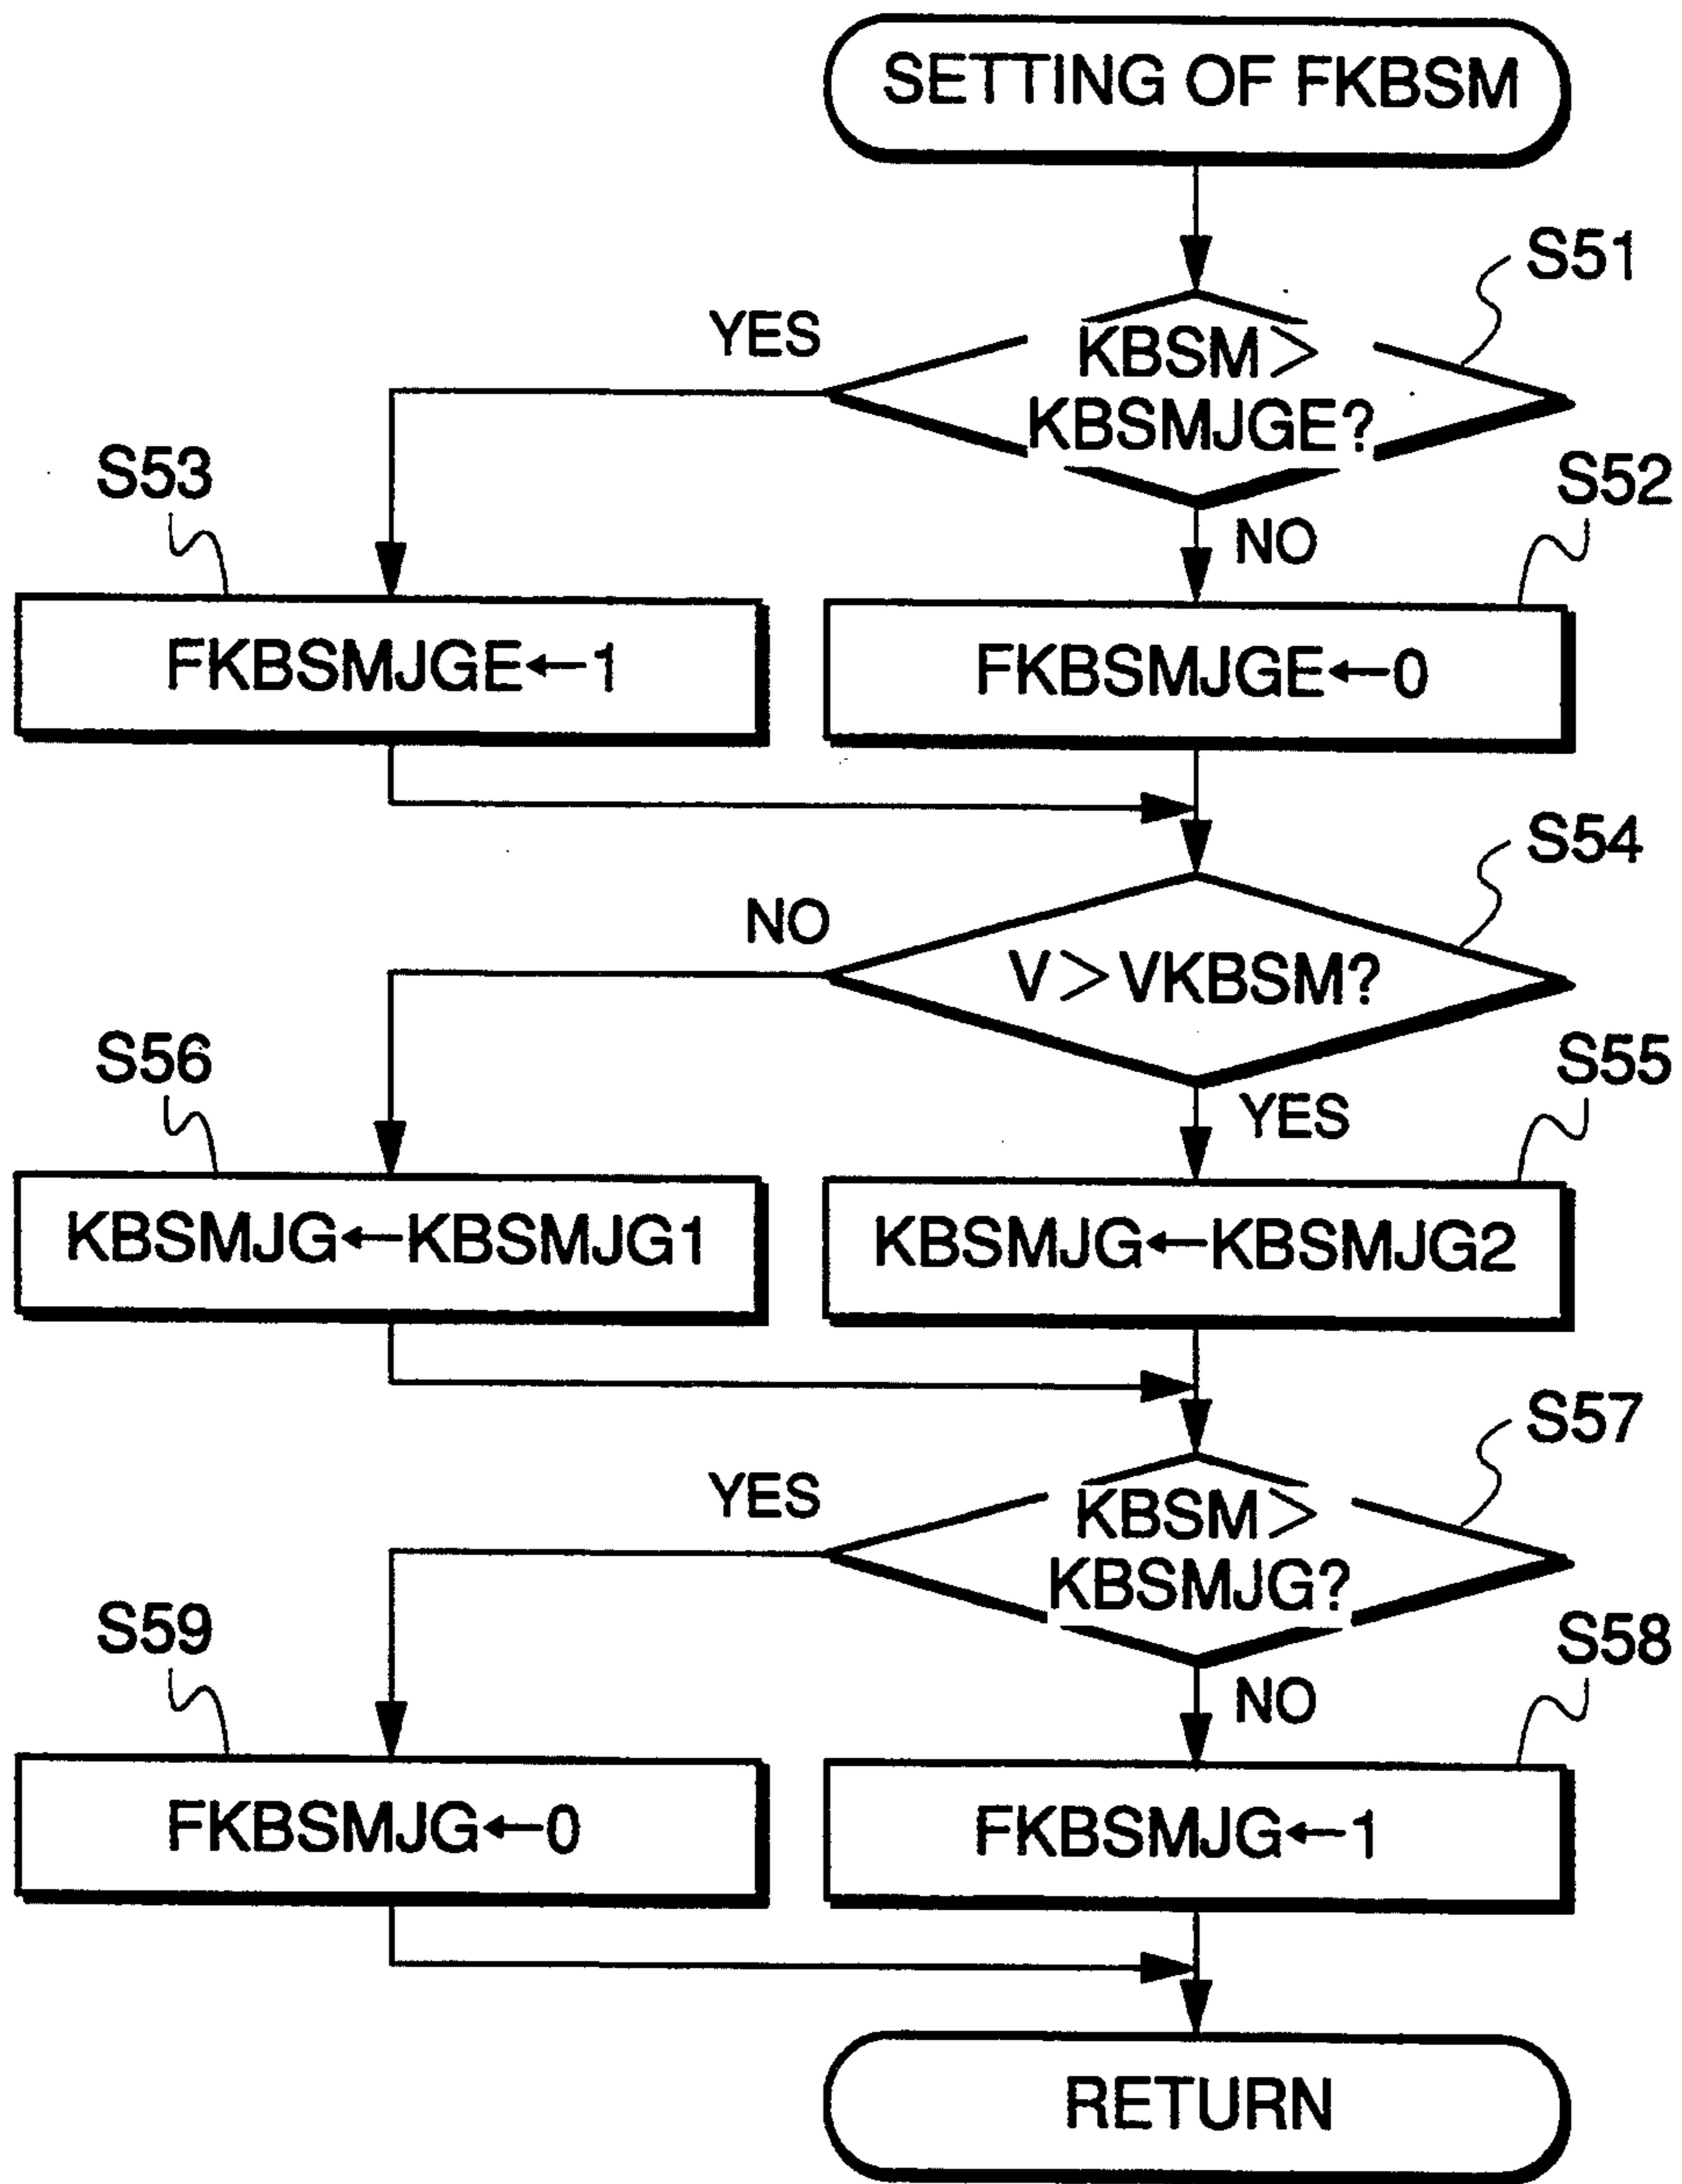 SETTING OF FKBSM
S51
YES
KBSM>
KBSMJGE?
S53
S52
NO
FKBSMJGE←1
FKBSMJGE←0
S54
NO
V>VKBSM?
S56
S55
YES
KBSMJG←KBSMJG1
KBSMJG←KBSMJG2
S57
YES
KBSM>
KBSMJG?
S59
S58
NO
FKBSMJG←0
FKBSMJG←1
RETURN